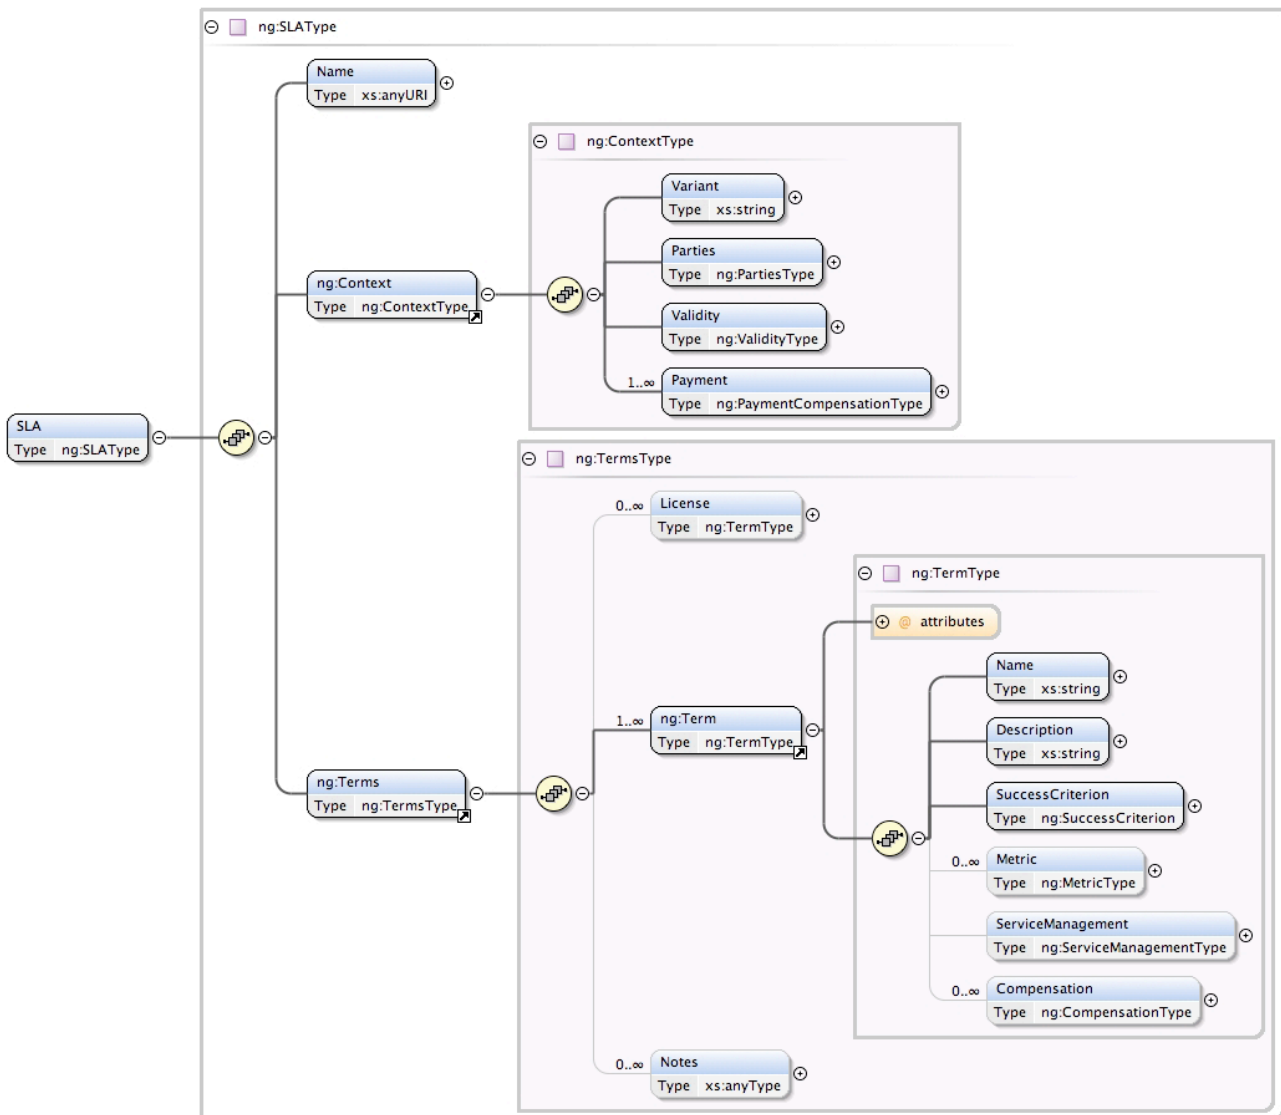 ng:SLAType
Name
Type xs:anyURI
ng:ContextType
Variant
Type xs:string
Parties
Type ng:PartiesType
ng:Context
Type ng:ContextType
Validity
Type ng:ValidityType
1..∞ Payment
Type ng:PaymentCompensationType
SLA
Type ng:SLAType
ng:TermsType
0..∞ License
Type ng:TermType
ng:TermType
@ attributes
Name
Type xs:string
1..∞ ng:Term
Type ng:TermType
Description
Type xs:string
ng:Terms
Type ng:TermsType
SuccessCriterion
Type ng:SuccessCriterion
0..∞ Metric
Type ng:MetricType
ServiceManagement
Type ng:ServiceManagementType
0..∞ Compensation
Type ng:CompensationType
0..∞ Notes
Type xs:anyType